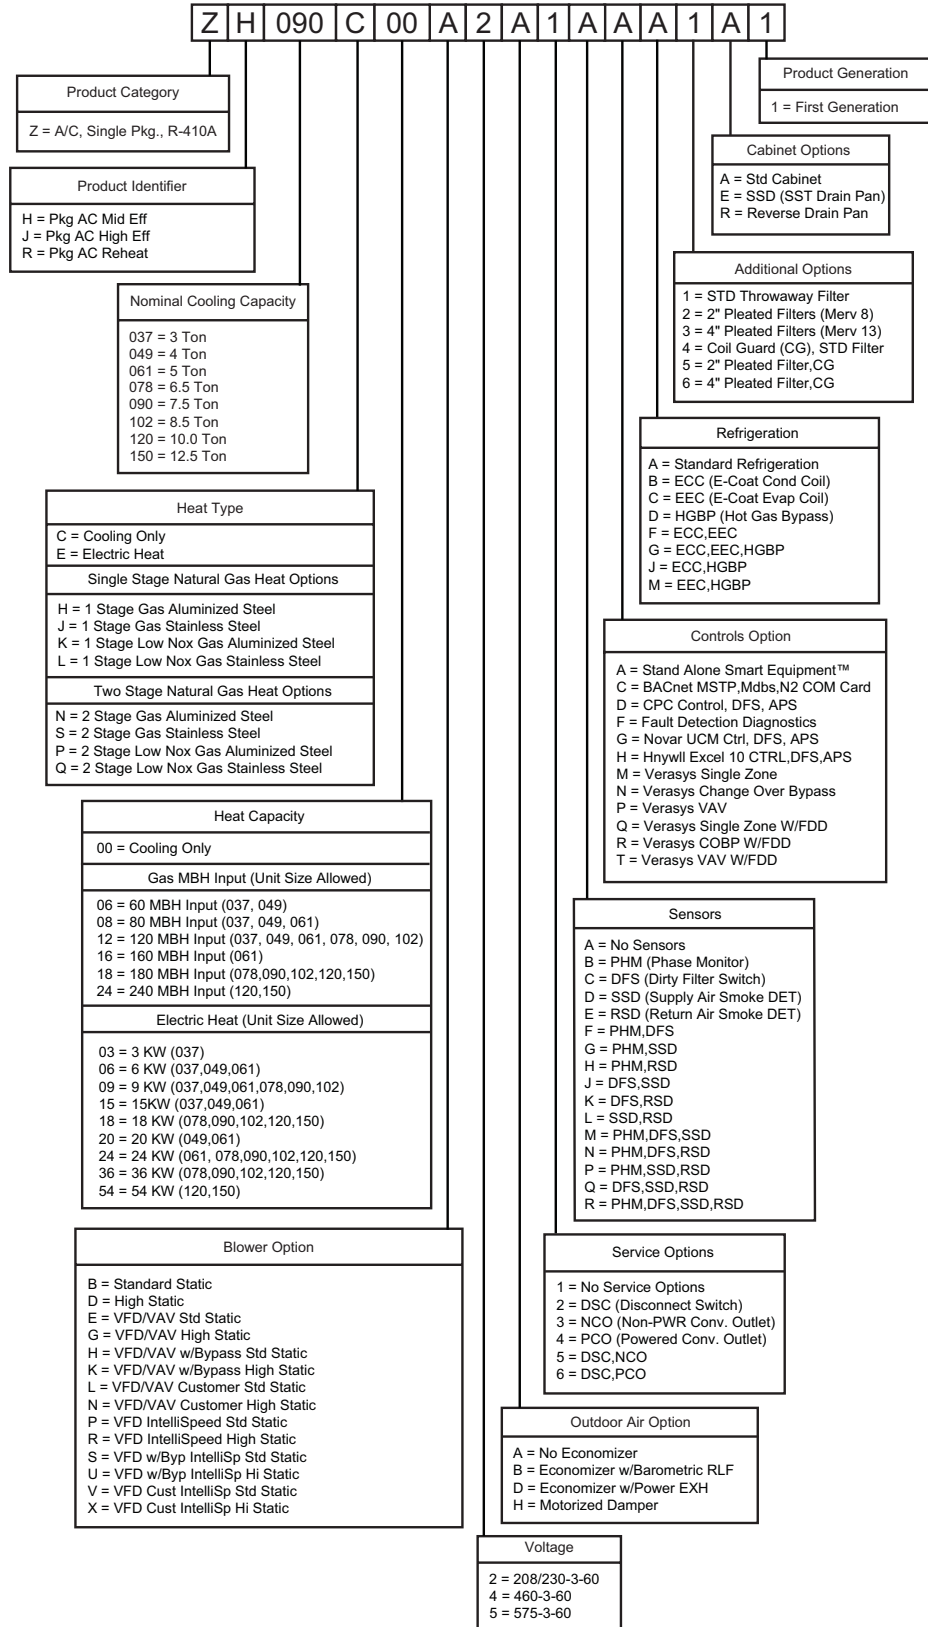 Z H 090 C 00 A 2 A 1 A A A 1 A 1
Product Category
Z = A/C, Single Pkg., R-410A
Product Identifier
H = Pkg AC Mid Eff
J = Pkg AC High Eff
R = Pkg AC Reheat
Nominal Cooling Capacity
037 = 3 Ton
049 = 4 Ton
061 = 5 Ton
078 = 6.5 Ton
090 = 7.5 Ton
102 = 8.5 Ton
120 = 10.0 Ton
150 = 12.5 Ton
Heat Type
C = Cooling Only
E = Electric Heat
Single Stage Natural Gas Heat Options
H = 1 Stage Gas Aluminized Steel
J = 1 Stage Gas Stainless Steel
K = 1 Stage Low Nox Gas Aluminized Steel
L = 1 Stage Low Nox Gas Stainless Steel
Two Stage Natural Gas Heat Options
N = 2 Stage Gas Aluminized Steel
S = 2 Stage Gas Stainless Steel
P = 2 Stage Low Nox Gas Aluminized Steel
Q = 2 Stage Low Nox Gas Stainless Steel
Heat Capacity
00 = Cooling Only
Gas MBH Input (Unit Size Allowed)
06 = 60 MBH Input (037, 049)
08 = 80 MBH Input (037, 049, 061)
12 = 120 MBH Input (037, 049, 061, 078, 090, 102)
16 = 160 MBH Input (061)
18 = 180 MBH Input (078,090,102,120,150)
24 = 240 MBH Input (120,150)
Electric Heat (Unit Size Allowed)
03 = 3 KW (037)
06 = 6 KW (037,049,061)
09 = 9 KW (037,049,061,078,090,102)
15 = 15KW (037,049,061)
18 = 18 KW (078,090,102,120,150)
20 = 20 KW (049,061)
24 = 24 KW (061, 078,090,102,120,150)
36 = 36 KW (078,090,102,120,150)
54 = 54 KW (120,150)
Blower Option
B = Standard Static
D = High Static
E = VFD/VAV Std Static
G = VFD/VAV High Static
H = VFD/VAV w/Bypass Std Static
K = VFD/VAV w/Bypass High Static
L = VFD/VAV Customer Std Static
N = VFD/VAV Customer High Static
P = VFD IntelliSpeed Std Static
R = VFD IntelliSpeed High Static
S = VFD w/Byp IntelliSp Std Static
U = VFD w/Byp IntelliSp Hi Static
V = VFD Cust IntelliSp Std Static
X = VFD Cust IntelliSp Hi Static
Product Generation
1 = First Generation
Cabinet Options
A = Std Cabinet
E = SSD (SST Drain Pan)
R = Reverse Drain Pan
Additional Options
1 = STD Throwaway Filter
2 = 2" Pleated Filters (Merv 8)
3 = 4" Pleated Filters (Merv 13)
4 = Coil Guard (CG), STD Filter
5 = 2" Pleated Filter,CG
6 = 4" Pleated Filter,CG
Refrigeration
A = Standard Refrigeration
B = ECC (E-Coat Cond Coil)
C = EEC (E-Coat Evap Coil)
D = HGBP (Hot Gas Bypass)
F = ECC,EEC
G = ECC,EEC,HGBP
J = ECC,HGBP
M = EEC,HGBP
Controls Option
A = Stand Alone Smart Equipment™
C = BACnet MSTP,Mdbs,N2 COM Card
D = CPC Control, DFS, APS
F = Fault Detection Diagnostics
G = Novar UCM Ctrl, DFS, APS
H = Hnywll Excel 10 CTRL,DFS,APS
M = Verasys Single Zone
N = Verasys Change Over Bypass
P = Verasys VAV
Q = Verasys Single Zone W/FDD
R = Verasys COBP W/FDD
T = Verasys VAV W/FDD
Sensors
A = No Sensors
B = PHM (Phase Monitor)
C = DFS (Dirty Filter Switch)
D = SSD (Supply Air Smoke DET)
E = RSD (Return Air Smoke DET)
F = PHM,DFS
G = PHM,SSD
H = PHM,RSD
J = DFS,SSD
K = DFS,RSD
L = SSD,RSD
M = PHM,DFS,SSD
N = PHM,DFS,RSD
P = PHM,SSD,RSD
Q = DFS,SSD,RSD
R = PHM,DFS,SSD,RSD
Service Options
1 = No Service Options
2 = DSC (Disconnect Switch)
3 = NCO (Non-PWR Conv. Outlet)
4 = PCO (Powered Conv. Outlet)
5 = DSC,NCO
6 = DSC,PCO
Outdoor Air Option
A = No Economizer
B = Economizer w/Barometric RLF
D = Economizer w/Power EXH
H = Motorized Damper
Voltage
2 = 208/230-3-60
4 = 460-3-60
5 = 575-3-60